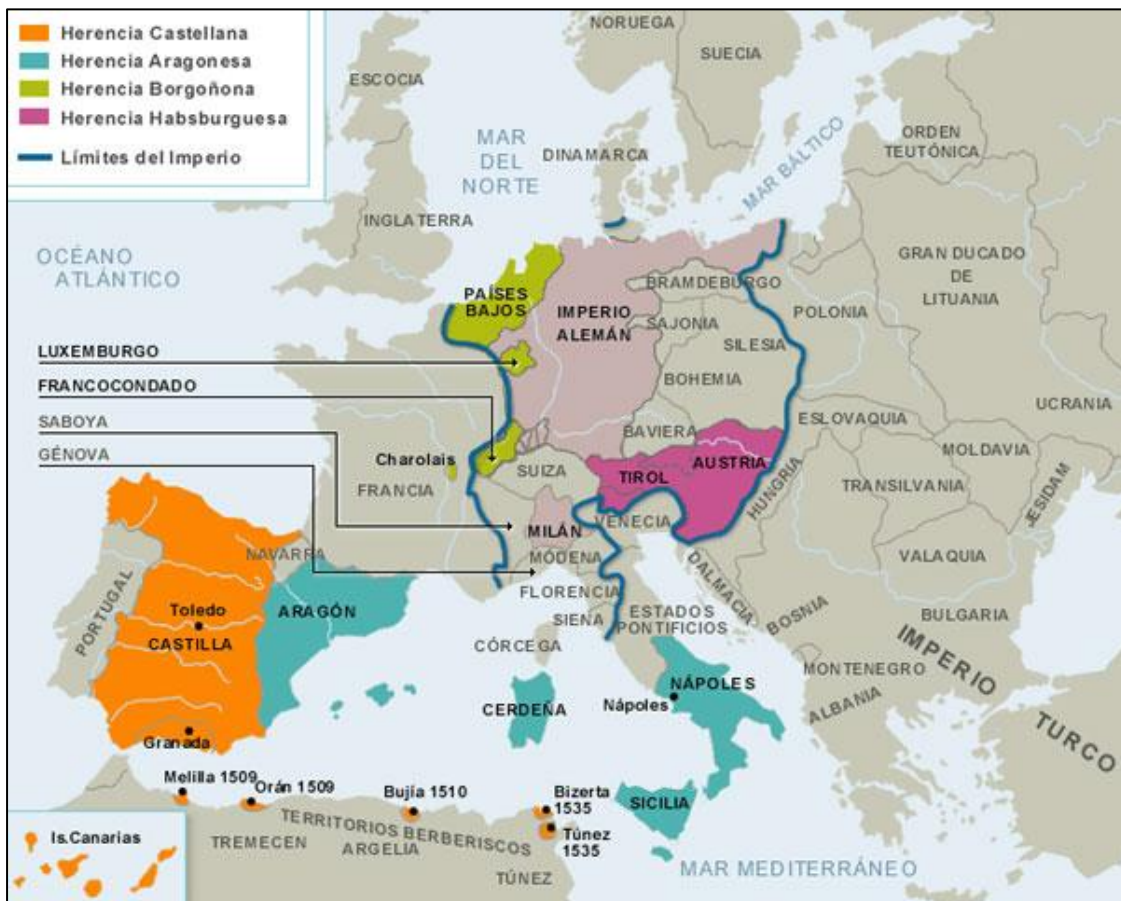 Herencia Castellana
Herencia Aragonesa
Herencia Borgoñona
Herencia Habsburguesa
Límites del Imperio
NORUEGA
SUECIA
ESCOCIA
MAR
DEL
NORTE
DINAMARCA
MAR BÁLTICO
ORDEN
TEUTÓNICA
INGLATERRA
OCÉANO
ATLÁNTICO
GRAN DUCADO
DE
LITUANIA
PAÍSES
BAJOS
IMPERIO
ALEMÁN
BRAMDEBURGO
POLONIA
SAJONIA
SILESIA
LUXEMBURGO
BOHEMIA
FRANCOCONDADO
UCRANIA
SABOYA
ESLOVAQUIA
BAVIERA
MOLDAVIA
GÉNOVA
Charolais
SUIZA
TIROL
AUSTRIA
HUNGRIA
TRANSILVANIA
JESIDAM
FRANCIA
MILÁN
VENECIA
NAVARRA
MÓDENA
VALAQUIA
PORTUGAL
ARAGÓN
FLORENCIA
DALMACIA
Toledo
CASTILLA
SIENA
ESTADOS
PONTIFICIOS
BOSNIA
BULGARIA
CÓRCEGA
IMPERIO
TURCO
MONTENEGRO
NÁPOLES
ALBANIA
CERDEÑA
Nápoles
Granada
Melilla 1509
Orán 1509
Bujía 1510
Bizerta
1535
SICILIA
TERRITORIOS BERBERISCOS
Túnez
1535
Is.Canarias
TREMECEN
ARGELIA
TÚNEZ
MAR MEDITERRÁNEO